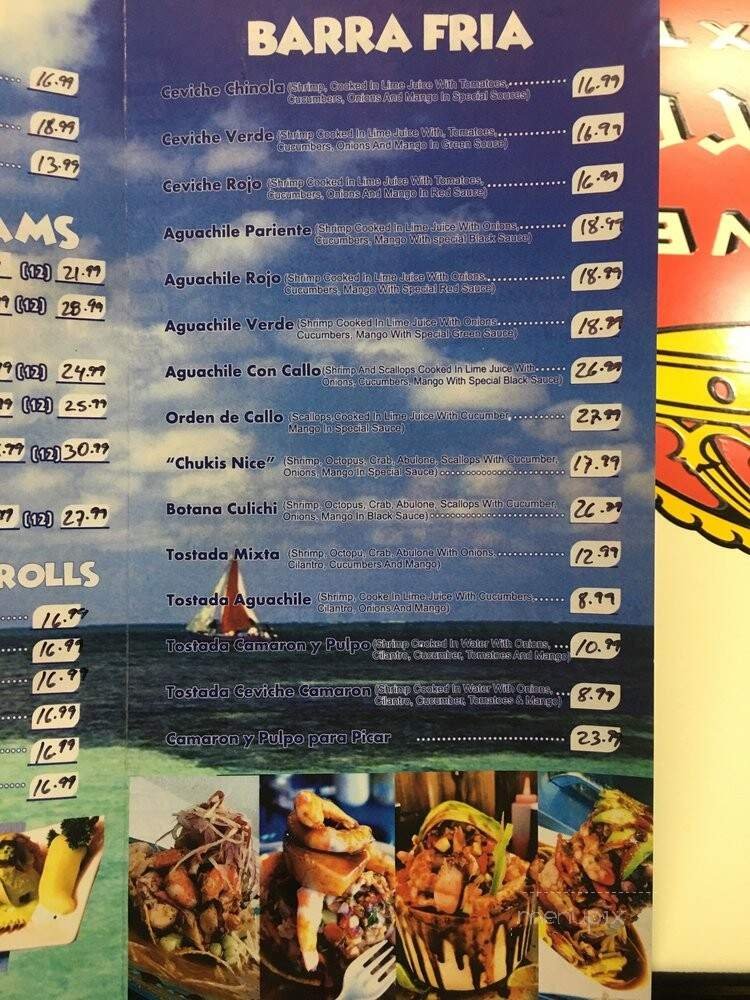 BARRA FRIA
Ceviche Chinola (Shrimp, Cooked In Lime Juice With Tomatoes, 16.99
Cucumbers, Onions And Mango In Special Souces)
Ceviche Verde (Shrimp Cooked In Lime Juice With, Tomatoes, 16.99
Cucumbers, Onions And Mango In Green Sauce)
Ceviche Rojo (Shrimp Cooked In Lime Juice With Tomatoes, 16.99
Cucumbers, Onions And Mango In Red Sauce)
Aguachile Pariente (Shrimp Cooked In Lime Juice With Onions, 18.99
Cucumbers, Mango With special Black Sauce)
Aguachile Rojo (Shrimp Cooked In Lime Juice With Onions 18.99
Cucumbers, Mango With Special Red Sauce)
Aguachile Verde (Shrimp Cooked In Lime Juice With Onions 18.99
Cucumbers, Mango With Special Green Sauce)
Aguachile Con Callo (Shrimp And Scallops Cooked In Lime Juice With 26.99
Onions, Cucumbers, Mango With Special Black Sauce)
Orden de Callo (Scallops Cooked In Lime Juice With Cucumber, 27.99
Mango In Special Sauce)
"Chukis Nice" (Shrimp, Octopus, Crab, Abulone, Scallops With Cucumber, 17.99
Onions, Mango In Special Sauce)
Botana Culichi (Shrimp, Octopus, Crab, Abulone, Scallops With Cucumber, 26.99
Onions, Mango In Black Sauce)
Tostada Mixta (Shrimp, Octopu, Crab, Abulone With Onions, 12.99
Cilantro, Cucumbers And Mango)
Tostada Aguachile (Shrimp, Cooke In Lime Juice With Cucumbers, 8.99
Cilantro, Onions And Mango)
Tostada Camaron y Pulpo (Shrimp Cooked In Water With Onions, 10.99
Cilantro, Cucumber, Tomatoes And Mango)
Tostada Ceviche Camaron (Shrimp Cooked In Water With Onions, 8.99
Cilantro, Cucumber, Tomatoes & Mango)
Camaron y Pulpo para Picar 23.99
16.99
18.99
13.99
AMS
(12) 21.99
(12) 28.99
(12) 24.99
(12) 25.99
(12) 30.99
(12) 27.99
ROLLS
16.99
16.99
16.99
16.99
16.99
16.99
menupix